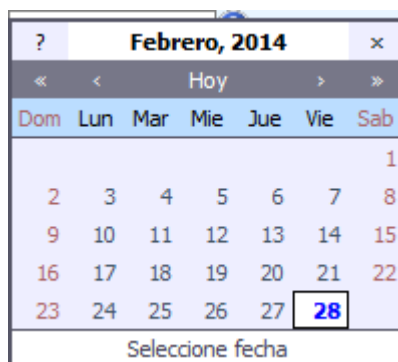 ? Febrero, 2014 ×
« ‹ Hoy › »
Dom Lun Mar Mie Jue Vie Sab
1
2 3 4 5 6 7 8
9 10 11 12 13 14 15
16 17 18 19 20 21 22
23 24 25 26 27 28
Seleccione fecha